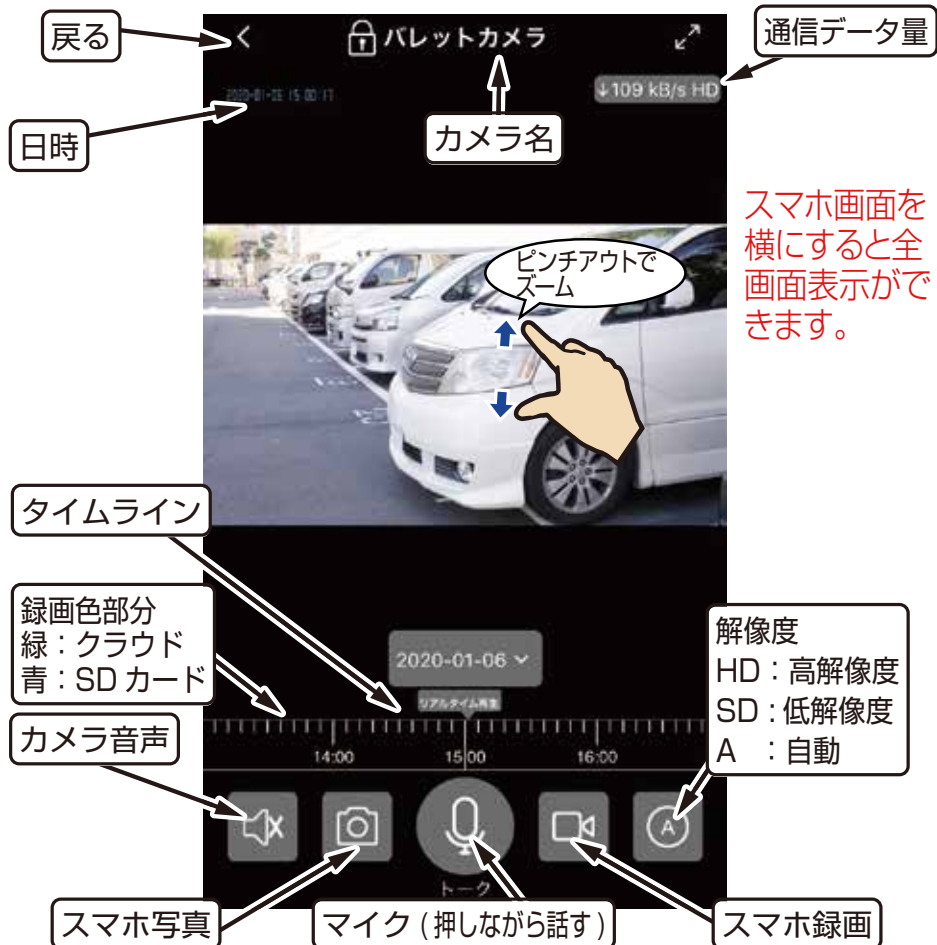 戻る
バレットカメラ
通信データ量
2020-01-06 15:00:17
↓109 kB/s HD
日時
カメラ名
スマホ画面を
横にすると全
画面表示がで
きます。
ピンチアウトで
ズーム
タイムライン
録画色部分
緑：クラウド
青：SDカード
解像度
HD：高解像度
SD：低解像度
A ：自動
2020-01-06
リアルタイム再生
カメラ音声
14:00
15:00
16:00
A
トーク
スマホ写真
マイク(押しながら話す)
スマホ録画